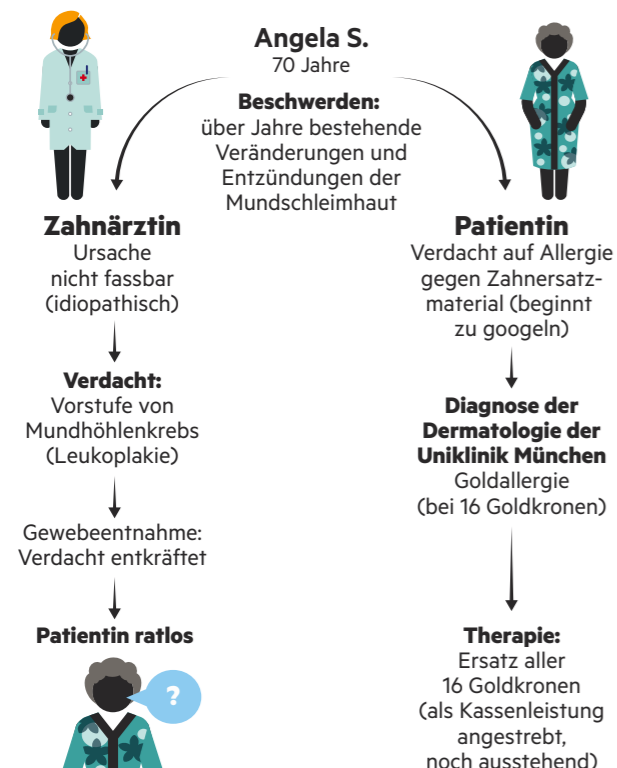 Angela S.
70 Jahre
Beschwerden:
über Jahre bestehende
Veränderungen und
Entzündungen der
Mundschleimhaut
Zahnärztin
Ursache
nicht fassbar
(idiopathisch)
Verdacht:
Vorstufe von
Mundhöhlenkrebs
(Leukoplakie)
Gewebeentnahme:
Verdacht entkräftet
Patientin ratlos
?
Patientin
Verdacht auf Allergie
gegen Zahnersatz-
material (beginnt
zu googeln)
Diagnose der
Dermatologie der
Uniklinik München
Goldallergie
(bei 16 Goldkronen)
Therapie:
Ersatz aller
16 Goldkronen
(als Kassenleistung
angestrebt,
noch ausstehend)